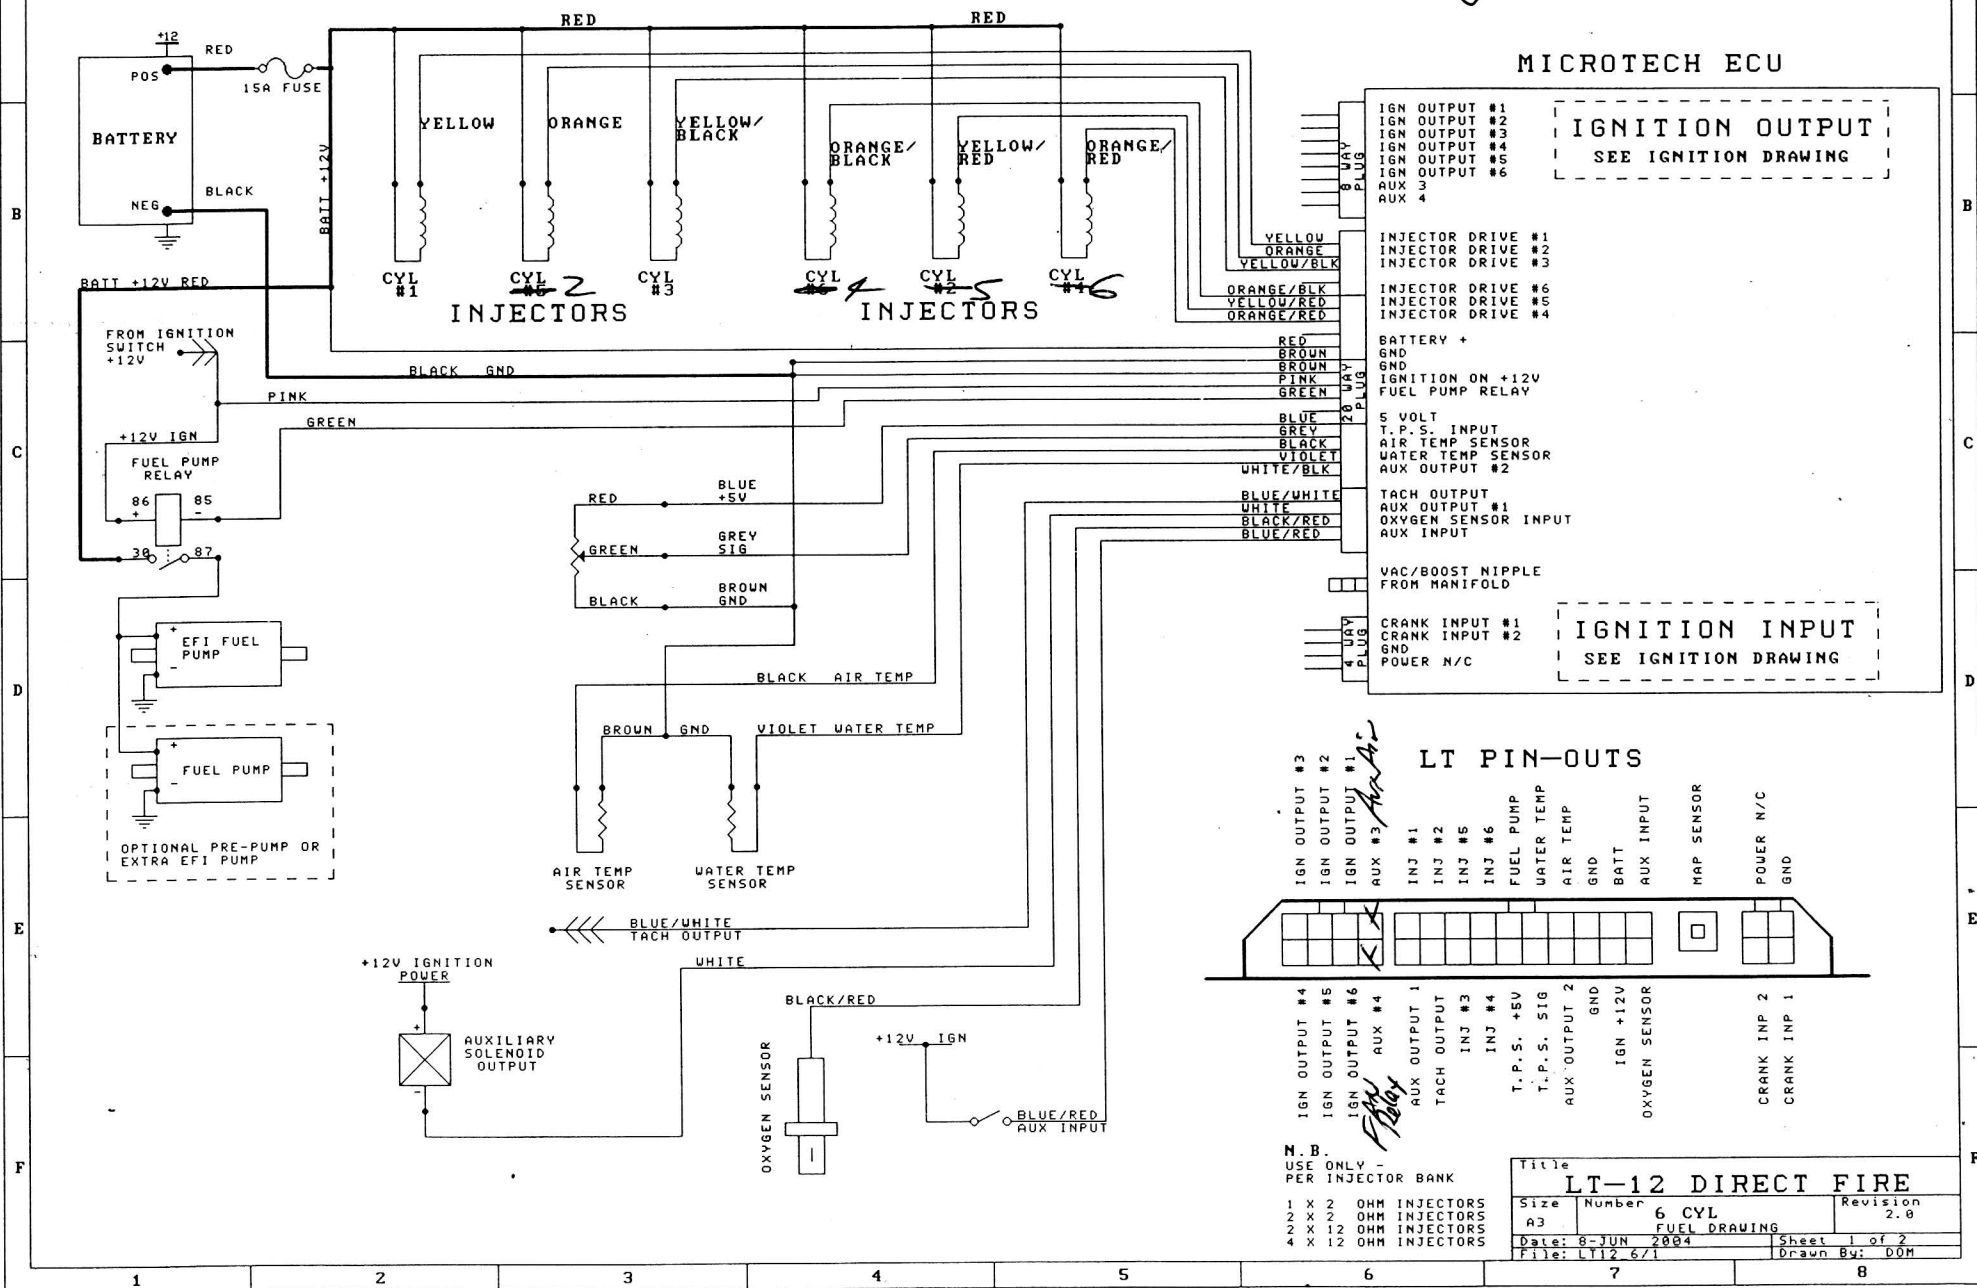 RED
RED
+12
RED
POS
15A FUSE
BATTERY
BATT +12V
BLACK
NEG
YELLOW
ORANGE
YELLOW/
BLACK
ORANGE/
BLACK
YELLOW/
RED
ORANGE/
RED
CYL
#1
CYL
#5 2
CYL
#3
CYL
#6 4
CYL
#2 5
CYL
#4 6
INJECTORS
INJECTORS
BATT +12V RED
FROM IGNITION
SWITCH
+12V
BLACK GND
PINK
GREEN
+12V IGN
FUEL PUMP
RELAY
86
+
85
-
30
87
+
EFI FUEL
PUMP
-
+
FUEL PUMP
-
OPTIONAL PRE-PUMP OR
EXTRA EFI PUMP
RED
BLUE
+5V
GREEN
GREY
SIG
BLACK
BROWN
GND
BLACK AIR TEMP
BROWN GND
VIOLET WATER TEMP
AIR TEMP
SENSOR
WATER TEMP
SENSOR
BLUE/WHITE
TACH OUTPUT
WHITE
+12V IGNITION
POWER
+
AUXILIARY
SOLENOID
OUTPUT
-
BLACK/RED
OXYGEN SENSOR
+12V IGN
BLUE/RED
AUX INPUT
MICROTECH ECU
8 WAY
PLUG
IGN OUTPUT #1
IGN OUTPUT #2
IGN OUTPUT #3
IGN OUTPUT #4
IGN OUTPUT #5
IGN OUTPUT #6
AUX 3
AUX 4
IGNITION OUTPUT
SEE IGNITION DRAWING
YELLOW INJECTOR DRIVE #1
ORANGE INJECTOR DRIVE #2
YELLOW/BLK INJECTOR DRIVE #3
ORANGE/BLK INJECTOR DRIVE #6
YELLOW/RED INJECTOR DRIVE #5
ORANGE/RED INJECTOR DRIVE #4
RED BATTERY +
BROWN GND
BROWN GND
PINK IGNITION ON +12V
GREEN FUEL PUMP RELAY
20 WAY
PLUG
BLUE 5 VOLT
GREY T.P.S. INPUT
BLACK AIR TEMP SENSOR
VIOLET WATER TEMP SENSOR
WHITE/BLK AUX OUTPUT #2
BLUE/WHITE TACH OUTPUT
WHITE AUX OUTPUT #1
BLACK/RED OXYGEN SENSOR INPUT
BLUE/RED AUX INPUT
VAC/BOOST NIPPLE
FROM MANIFOLD
4 WAY
PLUG
CRANK INPUT #1
CRANK INPUT #2
GND
POWER N/C
IGNITION INPUT
SEE IGNITION DRAWING
LT PIN-OUTS
IGN OUTPUT #3
IGN OUTPUT #2
IGN OUTPUT #1
AUX #3
INJ #1
INJ #2
INJ #5
INJ #6
FUEL PUMP
WATER TEMP
AIR TEMP
GND
BATT
AUX INPUT
MAP SENSOR
POWER N/C
GND
IGN OUTPUT #4
IGN OUTPUT #5
IGN OUTPUT #6
AUX #4
FAN
Relay
AUX OUTPUT 1
TACH OUTPUT
INJ #3
INJ #4
T.P.S. +5V
T.P.S. SIG
AUX OUTPUT 2
GND
IGN +12V
OXYGEN SENSOR
CRANK INP 2
CRANK INP 1
N.B.
USE ONLY -
PER INJECTOR BANK
1 X 2 OHM INJECTORS
2 X 2 OHM INJECTORS
2 X 12 OHM INJECTORS
4 X 12 OHM INJECTORS
Title
LT-12 DIRECT FIRE
Size
A3
Number
6 CYL
FUEL DRAWING
Revision
2.0
Date: 8-JUN 2004
Sheet 1 of 2
File: LT12_6/1
Drawn By: DOM
B
C
D
E
F
B
C
D
E
F
1
2
3
4
5
6
7
8